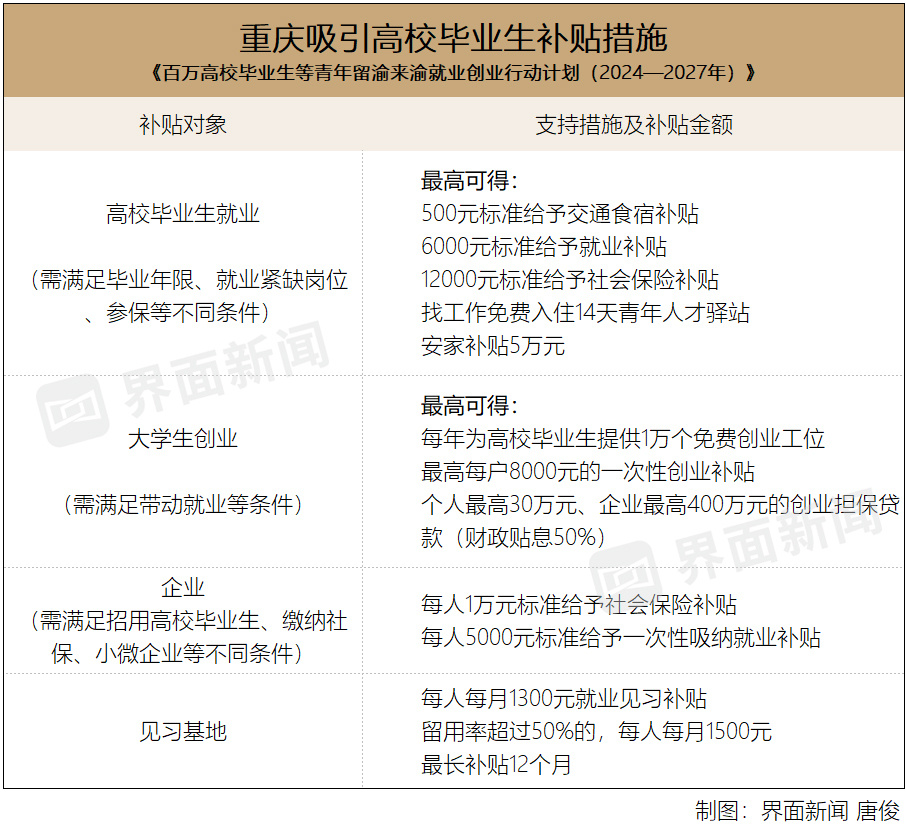 重庆吸引高校毕业生补贴措施
《百万高校毕业生等青年留渝来渝就业创业行动计划（2024—2027年）》
补贴对象
支持措施及补贴金额
高校毕业生就业
（需满足毕业年限、就业紧缺岗位
、参保等不同条件）
最高可得：
500元标准给予交通食宿补贴
6000元标准给予就业补贴
12000元标准给予社会保险补贴
找工作免费入住14天青年人才驿站
安家补贴5万元
大学生创业
（需满足带动就业等条件）
最高可得：
每年为高校毕业生提供1万个免费创业工位
最高每户8000元的一次性创业补贴
个人最高30万元、企业最高400万元的创业担保贷
款（财政贴息50%）
企业
（需满足招用高校毕业生、缴纳社
保、小微企业等不同条件）
每人1万元标准给予社会保险补贴
每人5000元标准给予一次性吸纳就业补贴
见习基地
每人每月1300元就业见习补贴
留用率超过50%的，每人每月1500元
最长补贴12个月
界面新闻
界面新闻
制图：界面新闻 唐俊